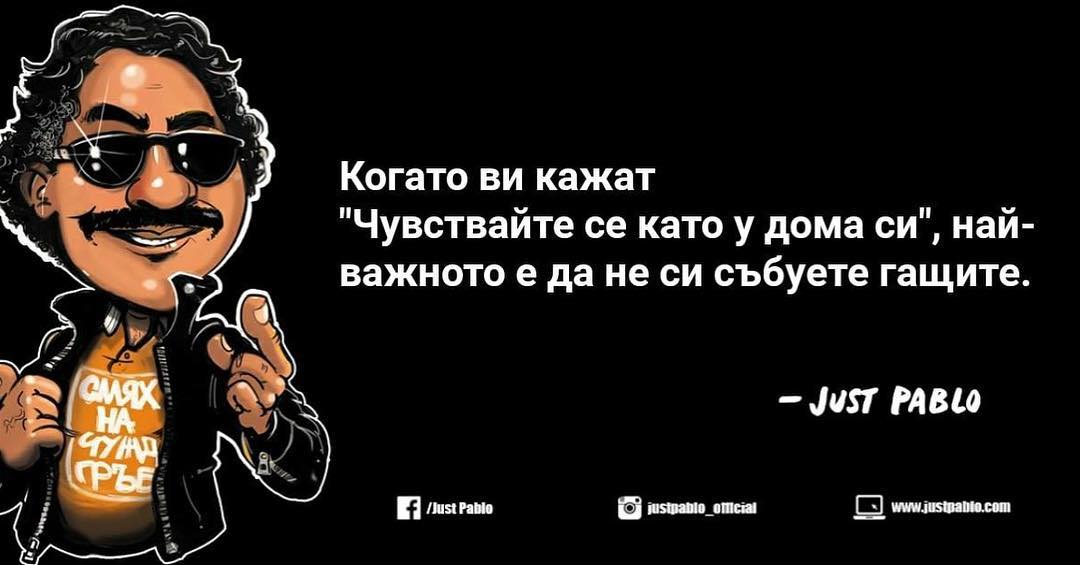 Когато ви кажат
"Чувствайте се като у дома си", най-
важното е да не си събуете гащите.
– JUST PABLO
СМЯХ
НА
ЧУЖД
ГРЪБ
/Just Pablo
justpablo_official
www.justpablo.com